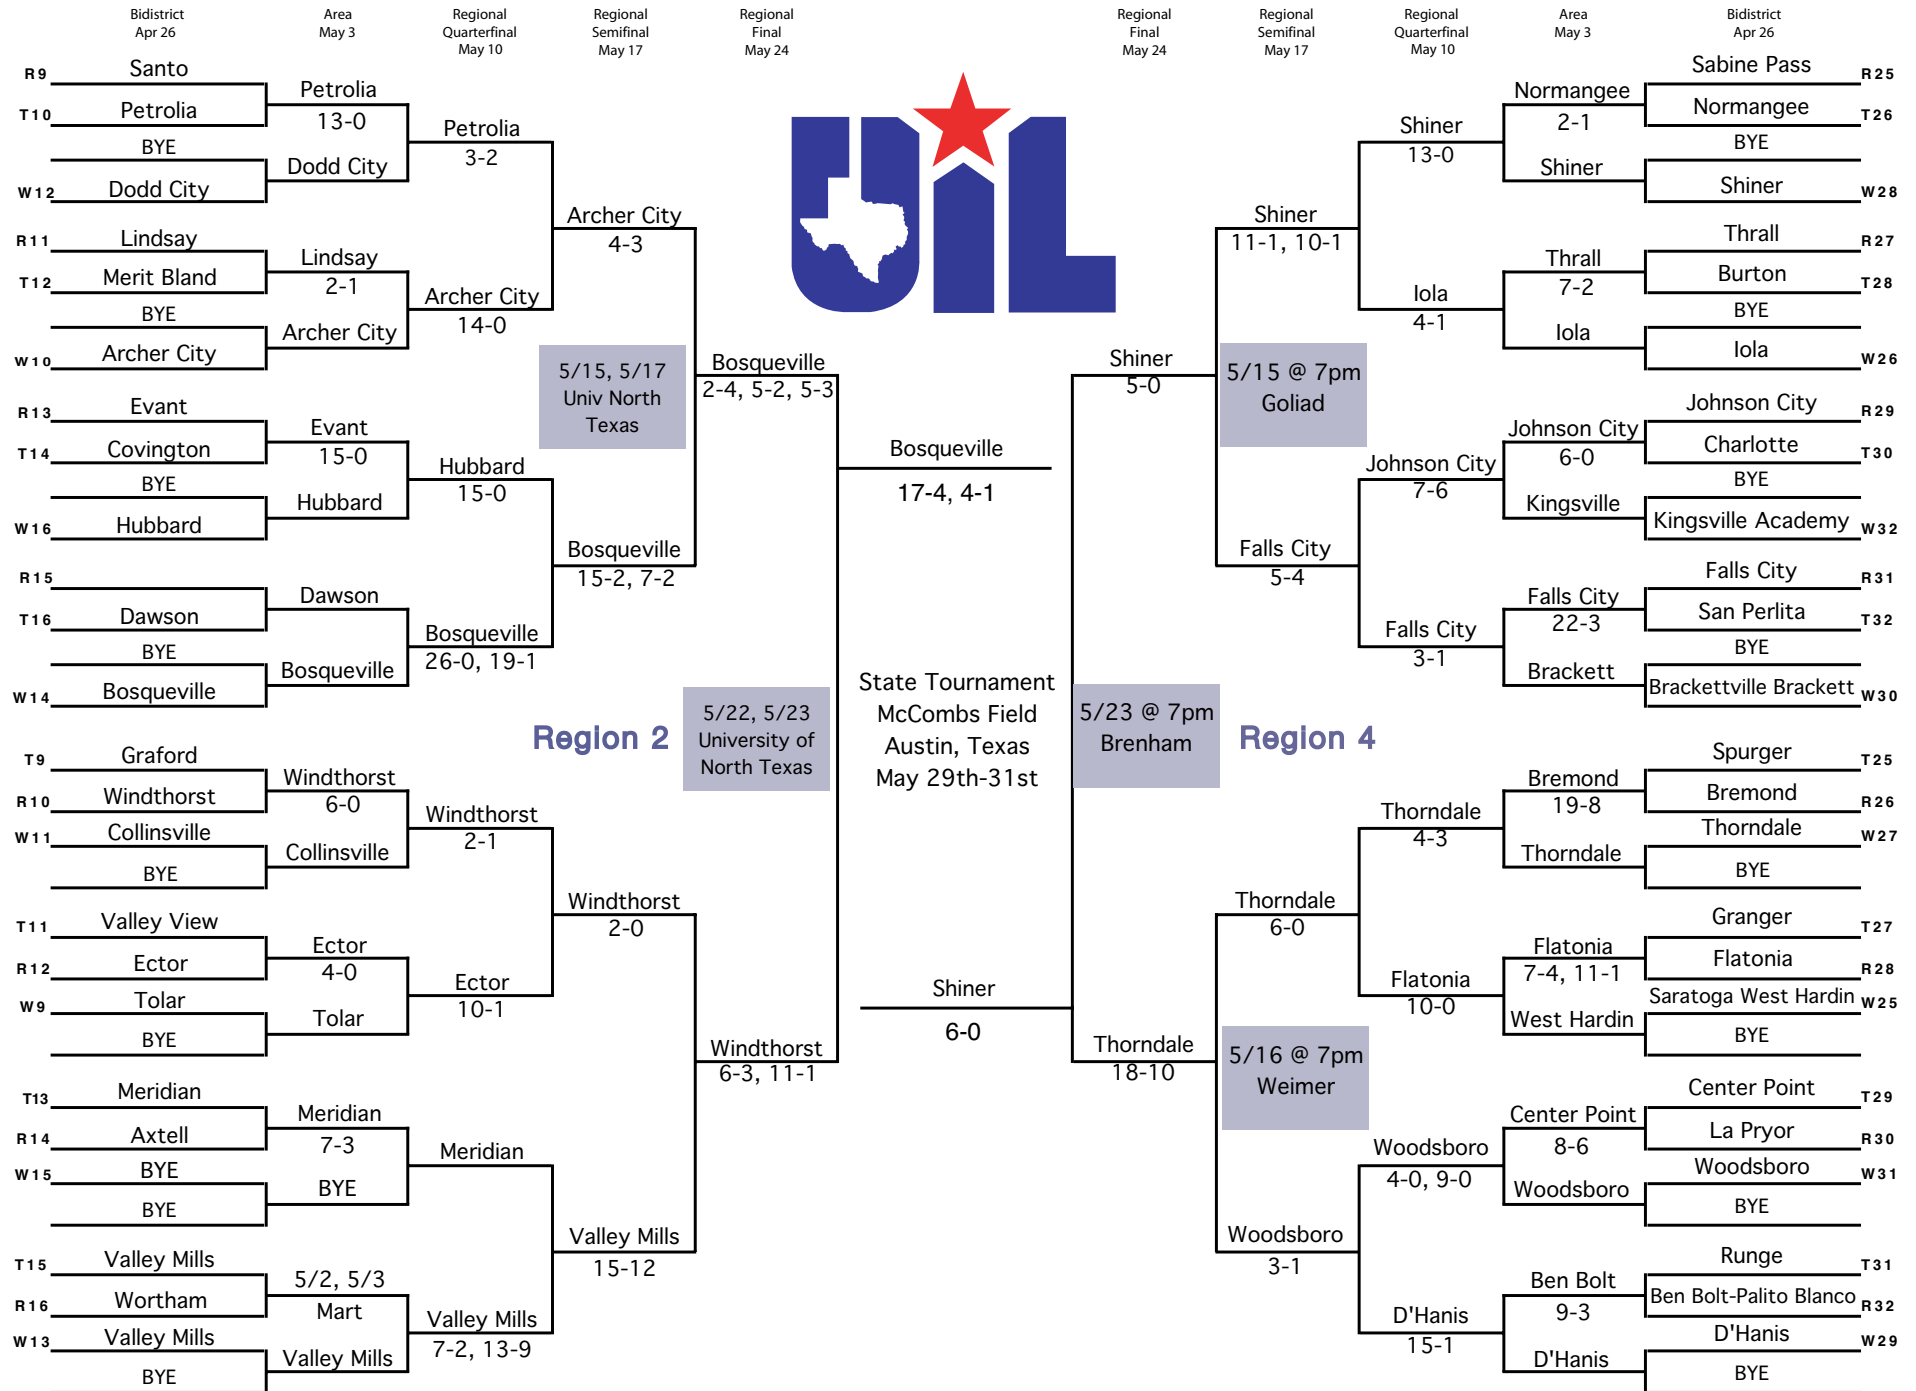 Bidistrict
Apr 26
Area
May 3
Regional
Quarterfinal
May 10
Regional
Semifinal
May 17
Regional
Final
May 24
Regional
Final
May 24
Regional
Semifinal
May 17
Regional
Quarterfinal
May 10
Area
May 3
Bidistrict
Apr 26
R9 Santo
T10 Petrolia
BYE
W12 Dodd City
R11 Lindsay
T12 Merit Bland
BYE
W10 Archer City
R13 Evant
T14 Covington
BYE
W16 Hubbard
R15
T16 Dawson
BYE
W14 Bosqueville
T9 Graford
R10 Windthorst
W11 Collinsville
BYE
T11 Valley View
R12 Ector
W9 Tolar
BYE
T13 Meridian
R14 Axtell
W15 BYE
BYE
T15 Valley Mills
R16 Wortham
W13 Valley Mills
BYE
Petrolia
13-0
Dodd City
Lindsay
2-1
Archer City
Evant
15-0
Hubbard
Dawson
Bosqueville
Windthorst
6-0
Collinsville
Ector
4-0
Tolar
Meridian
7-3
BYE
5/2, 5/3
Mart
Valley Mills
Petrolia
3-2
Archer City
14-0
Hubbard
15-0
Bosqueville
26-0, 19-1
Windthorst
2-1
Ector
10-1
Meridian
Valley Mills
7-2, 13-9
Archer City
4-3
5/15, 5/17
Univ North
Texas
Bosqueville
15-2, 7-2
Region 2
Windthorst
2-0
Valley Mills
15-12
Bosqueville
2-4, 5-2, 5-3
5/22, 5/23
University of
North Texas
Windthorst
6-3, 11-1
UIL
Bosqueville
17-4, 4-1
State Tournament
McCombs Field
Austin, Texas
May 29th-31st
Shiner
6-0
Shiner
5-0
5/23 @ 7pm
Brenham
Thorndale
18-10
Shiner
11-1, 10-1
5/15 @ 7pm
Goliad
Falls City
5-4
Region 4
Thorndale
6-0
5/16 @ 7pm
Weimer
Woodsboro
3-1
Shiner
13-0
Iola
4-1
Johnson City
7-6
Falls City
3-1
Thorndale
4-3
Flatonia
10-0
Woodsboro
4-0, 9-0
D'Hanis
15-1
Normangee
2-1
Shiner
Thrall
7-2
Iola
Johnson City
6-0
Kingsville
Falls City
22-3
Brackett
Bremond
19-8
Thorndale
Flatonia
7-4, 11-1
West Hardin
Center Point
8-6
Woodsboro
Ben Bolt
9-3
D'Hanis
Sabine Pass R25
Normangee T26
BYE
Shiner W28
Thrall R27
Burton T28
BYE
Iola W26
Johnson City R29
Charlotte T30
BYE
Kingsville Academy W32
Falls City R31
San Perlita T32
BYE
Brackettville Brackett W30
Spurger T25
Bremond R26
Thorndale W27
BYE
Granger T27
Flatonia R28
Saratoga West Hardin W25
BYE
Center Point T29
La Pryor R30
Woodsboro W31
BYE
Runge T31
Ben Bolt-Palito Blanco R32
D'Hanis W29
BYE